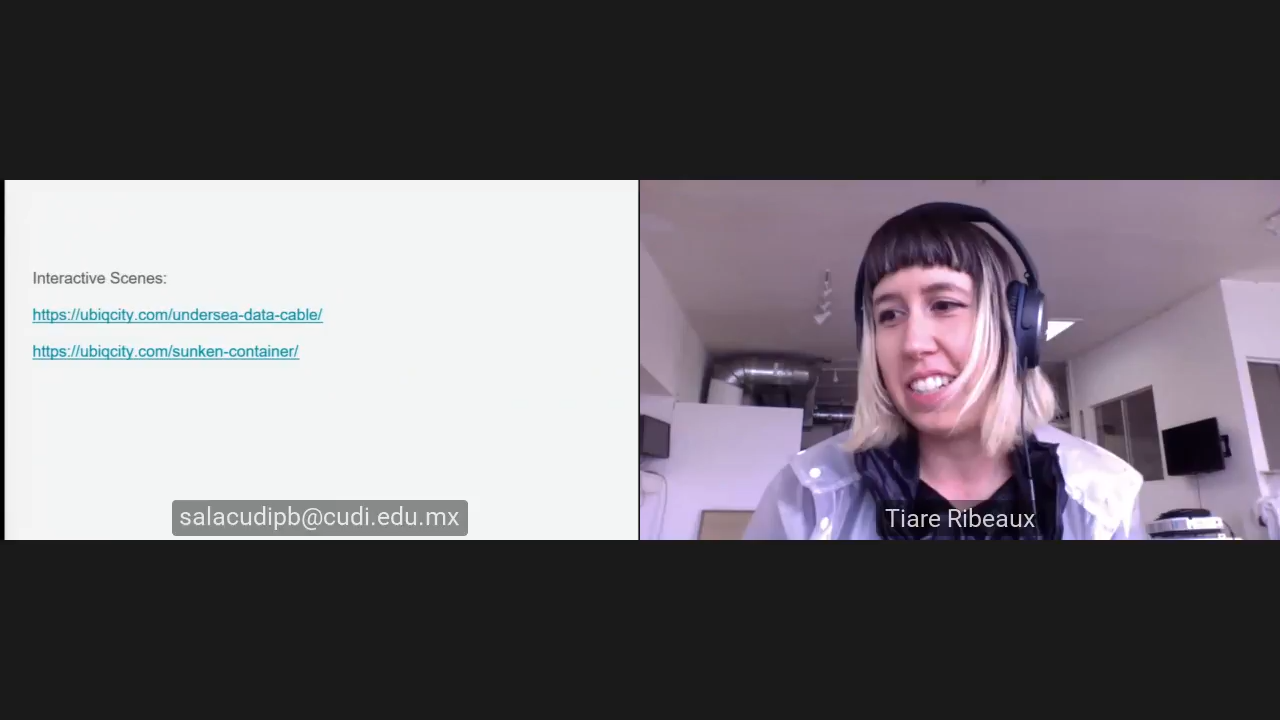 Interactive Scenes:
https://ubiqcity.com/undersea-data-cable/
https://ubiqcity.com/sunken-container/
salacudipb@cudi.edu.mx
Tiare Ribeaux